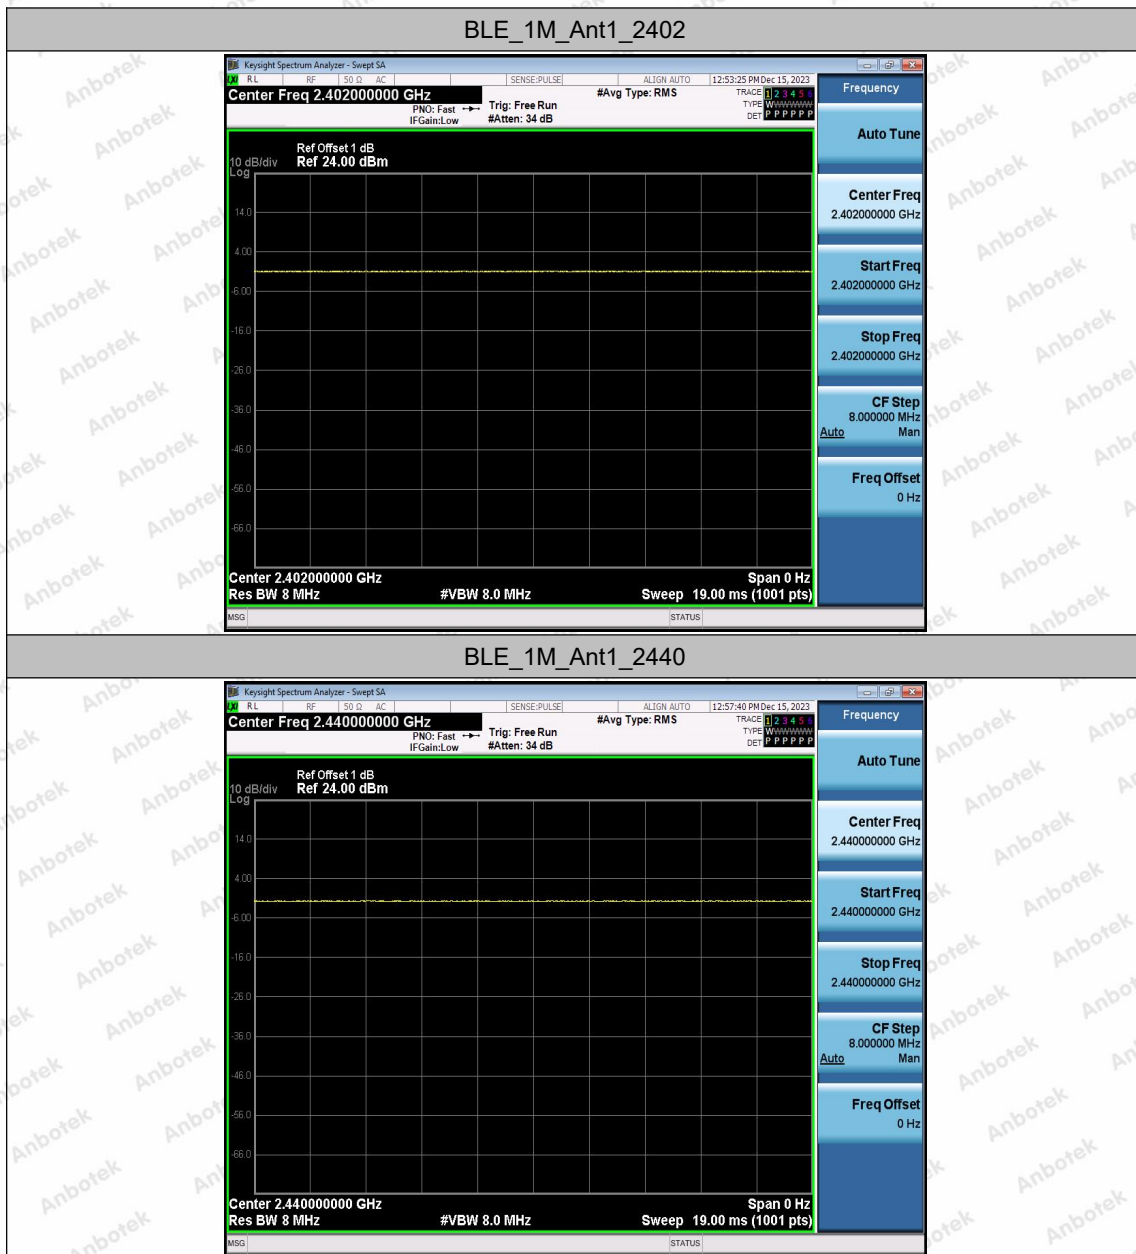 BLE_1M_Ant1_2402
Keysight Spectrum Analyzer - Swept SA
LXI RL RF 50 Ω AC SENSE:PULSE ALIGN AUTO 12:53:25 PM Dec 15, 2023
Center Freq 2.402000000 GHz
PNO: Fast
IFGain:Low
Trig: Free Run
#Atten: 34 dB
#Avg Type: RMS
TRACE 1 2 3 4 5 6
TYPE WWWWWW
DET P P P P P P
Ref Offset 1 dB
10 dB/div Ref 24.00 dBm
Log
14.0
4.00
-6.00
-16.0
-26.0
-36.0
-46.0
-56.0
-66.0
Center 2.402000000 GHz Span 0 Hz
Res BW 8 MHz #VBW 8.0 MHz Sweep 19.00 ms (1001 pts)
MSG STATUS
Frequency
Auto Tune
Center Freq
2.402000000 GHz
Start Freq
2.402000000 GHz
Stop Freq
2.402000000 GHz
CF Step
8.000000 MHz
Auto Man
Freq Offset
0 Hz
BLE_1M_Ant1_2440
Keysight Spectrum Analyzer - Swept SA
LXI RL RF 50 Ω AC SENSE:PULSE ALIGN AUTO 12:57:40 PM Dec 15, 2023
Center Freq 2.440000000 GHz
PNO: Fast
IFGain:Low
Trig: Free Run
#Atten: 34 dB
#Avg Type: RMS
TRACE 1 2 3 4 5 6
TYPE WWWWWW
DET P P P P P P
Ref Offset 1 dB
10 dB/div Ref 24.00 dBm
Log
14.0
4.00
-6.00
-16.0
-26.0
-36.0
-46.0
-56.0
-66.0
Center 2.440000000 GHz Span 0 Hz
Res BW 8 MHz #VBW 8.0 MHz Sweep 19.00 ms (1001 pts)
MSG STATUS
Frequency
Auto Tune
Center Freq
2.440000000 GHz
Start Freq
2.440000000 GHz
Stop Freq
2.440000000 GHz
CF Step
8.000000 MHz
Auto Man
Freq Offset
0 Hz
Anbotek